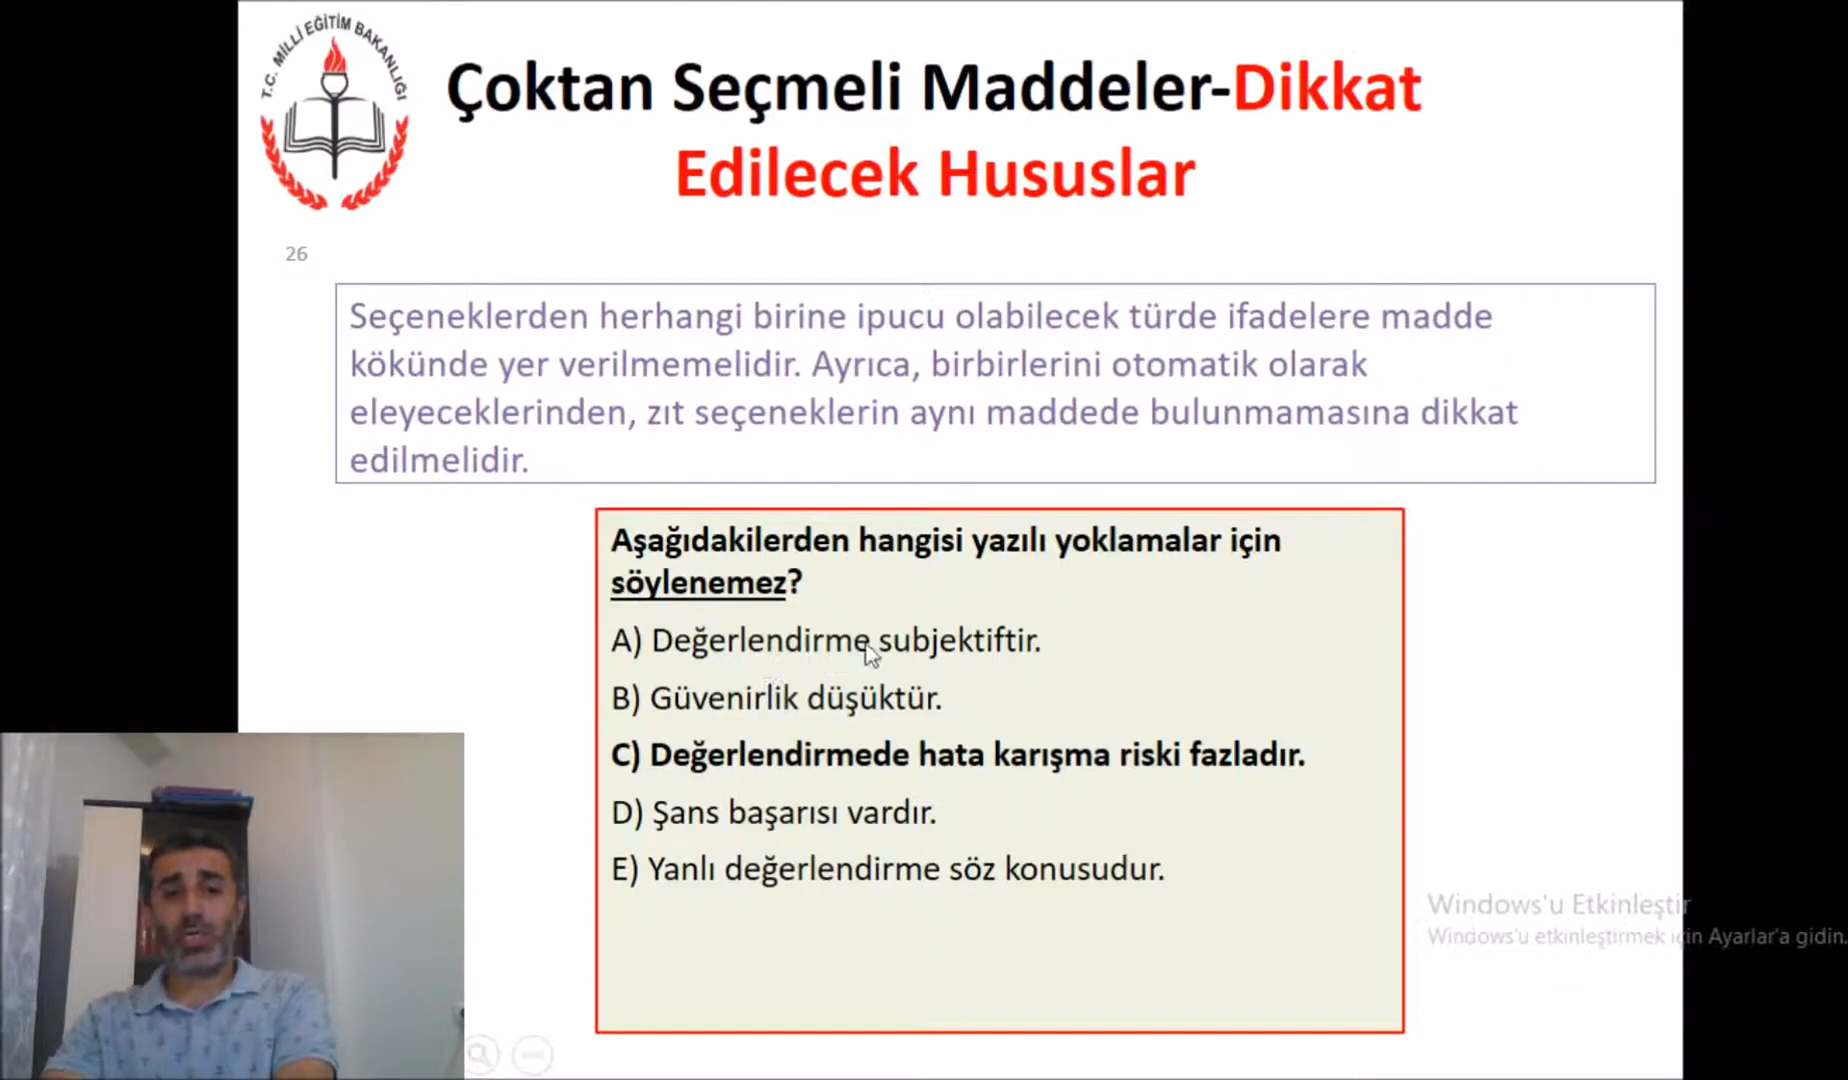 T.C. MİLLİ EĞİTİM BAKANLIĞI
Çoktan Seçmeli Maddeler-Dikkat
Edilecek Hususlar
26
Seçeneklerden herhangi birine ipucu olabilecek türde ifadelere madde
kökünde yer verilmemelidir. Ayrıca, birbirlerini otomatik olarak
eleyeceklerinden, zıt seçeneklerin aynı maddede bulunmamasına dikkat
edilmelidir.
Aşağıdakilerden hangisi yazılı yoklamalar için
söylenemez?
A) Değerlendirme subjektiftir.
B) Güvenirlik düşüktür.
C) Değerlendirmede hata karışma riski fazladır.
D) Şans başarısı vardır.
E) Yanlı değerlendirme söz konusudur.
Windows'u Etkinleştir
Windows'u etkinleştirmek için Ayarlar'a gidin.